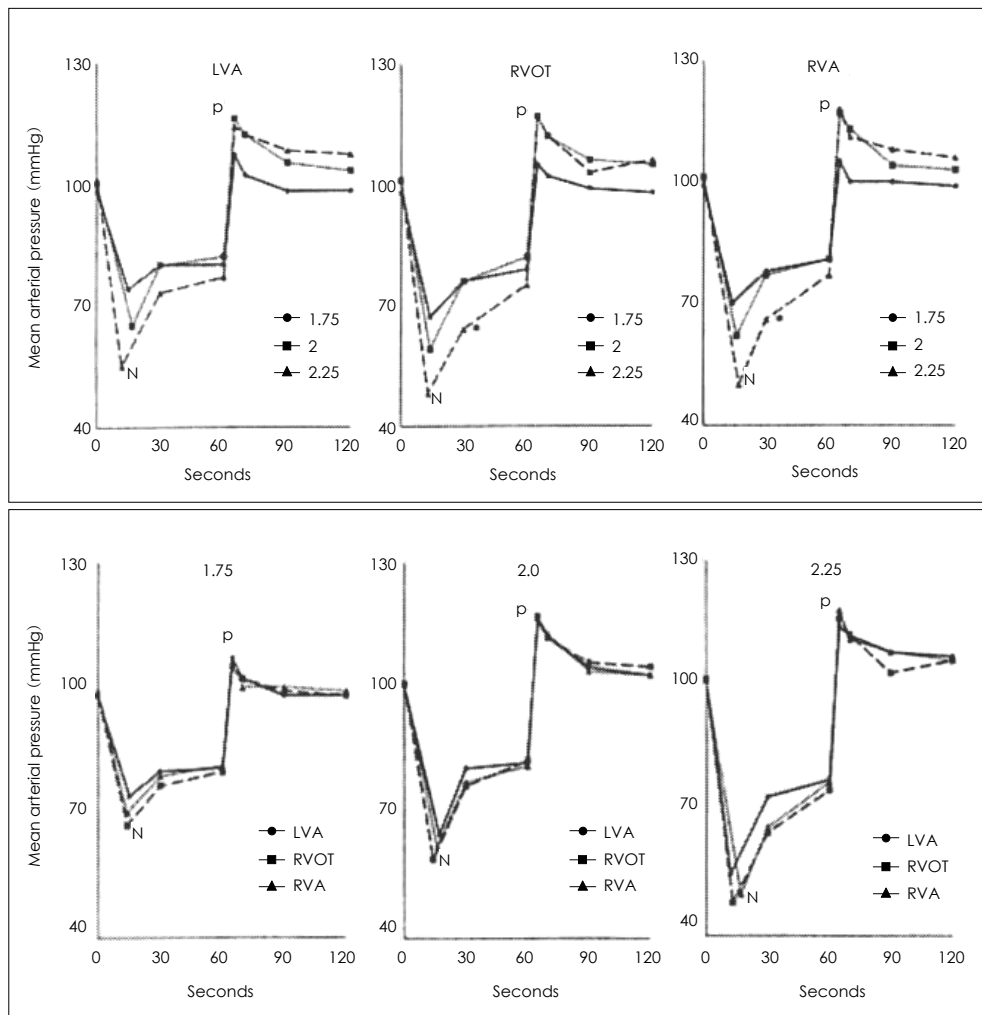 Mean arterial pressure (mmHg)
130
100
70
40
LVA
p
N
1.75
2
2.25
0 30 60 90 120
Seconds
130
100
70
40
RVOT
p
N
1.75
2
2.25
0 30 60 90 120
Seconds
130
100
70
40
RVA
p
N
1.75
2
2.25
0 30 60 90 120
Seconds
Mean arterial pressure (mmHg)
130
100
70
40
1.75
p
N
LVA
RVOT
RVA
0 30 60 90 120
Seconds
130
100
70
40
2.0
p
N
LVA
RVOT
RVA
0 30 60 90 120
Seconds
130
100
70
40
2.25
p
N
LVA
RVOT
RVA
0 30 60 90 120
Seconds